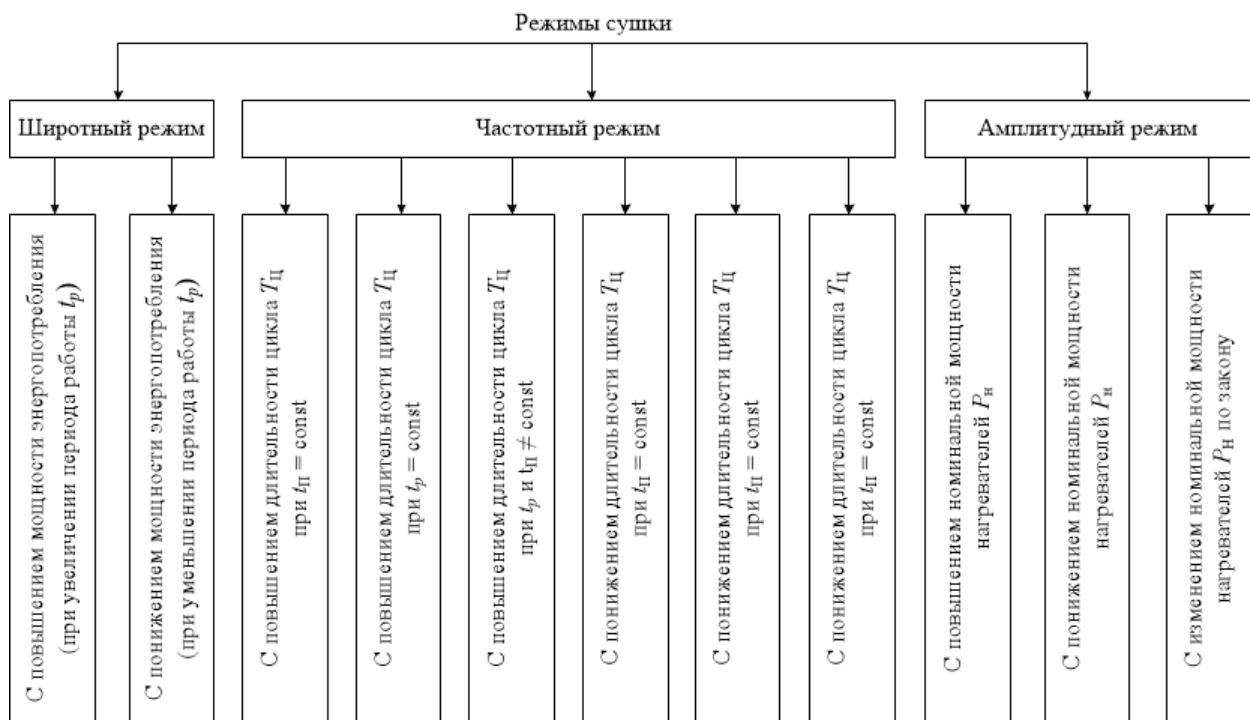 Режимы сушки
Широтный режим
Частотный режим
Амплитудный режим
С повышением мощности энергопотребления
(при увеличении периода работы tр)
С понижением мощности энергопотребления
(при уменьшении периода работы tр)
С повышением длительности цикла TЦ
при tП = const
С повышением длительности цикла TЦ
при tр = const
С повышением длительности цикла TЦ
при tр и tП ≠ const
С понижением длительности цикла TЦ
при tП = const
С понижением длительности цикла TЦ
при tП = const
С понижением длительности цикла TЦ
при tП = const
С повышением номинальной мощности
нагревателей Pн
С понижением номинальной мощности
нагревателей Pн
С изменением номинальной мощности
нагревателей PН по закону